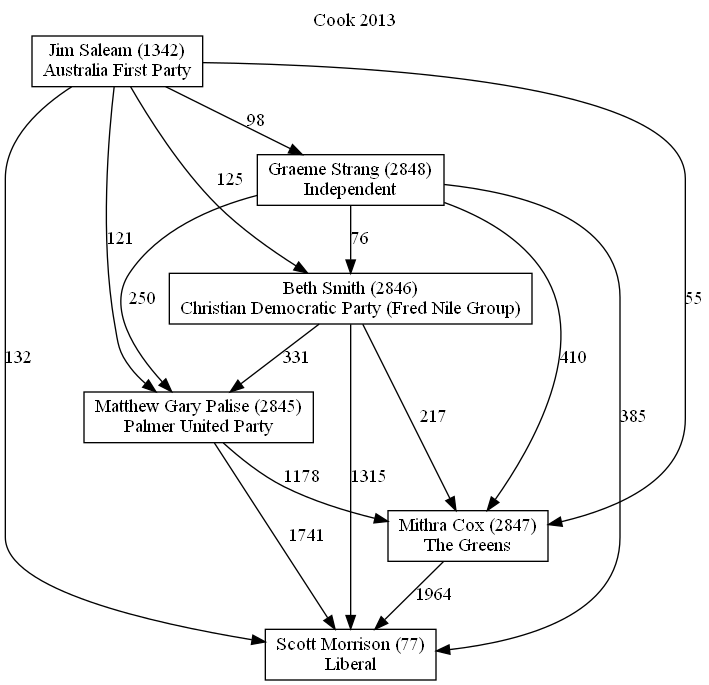 Cook 2013
Jim Saleam (1342)
Australia First Party
98
Graeme Strang (2848)
Independent
125
76
121
250
55
Beth Smith (2846)
Christian Democratic Party (Fred Nile Group)
132
331
410
Matthew Gary Palise (2845)
Palmer United Party
217
385
1178
1315
Mithra Cox (2847)
The Greens
1741
1964
Scott Morrison (77)
Liberal